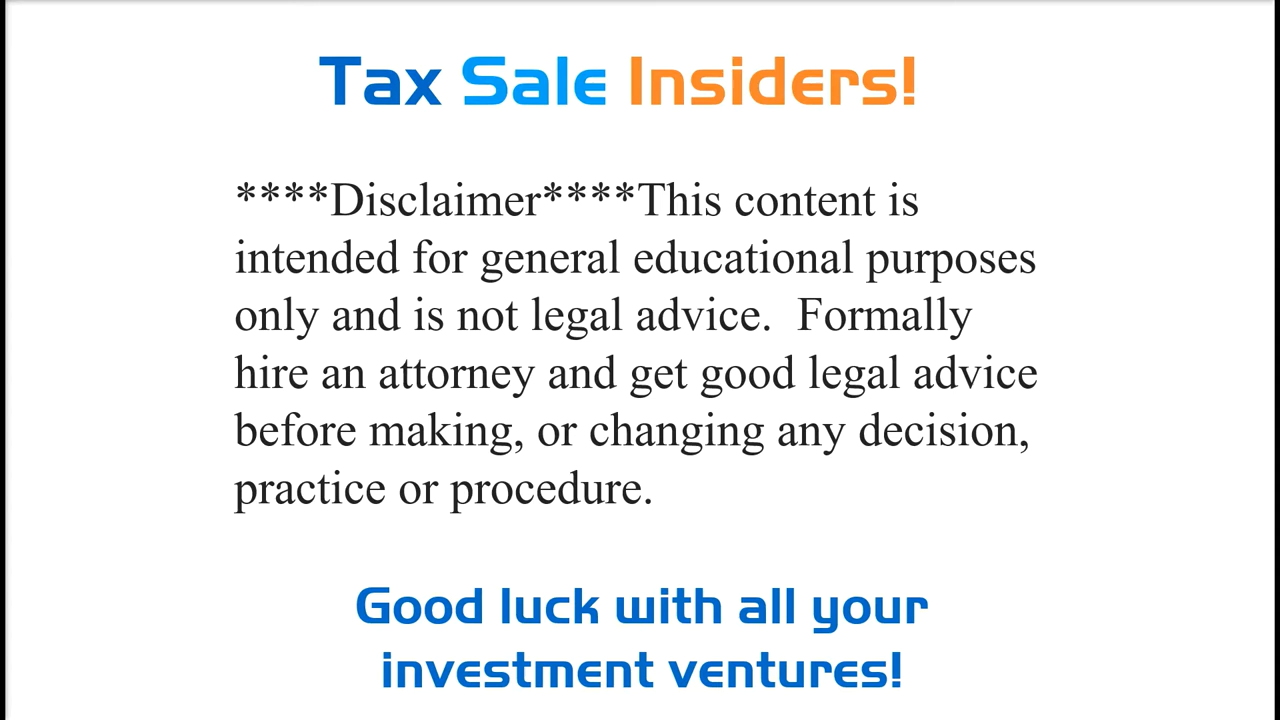 Tax Sale Insiders!
****Disclaimer****This content is
intended for general educational purposes
only and is not legal advice.  Formally
hire an attorney and get good legal advice
before making, or changing any decision,
practice or procedure.
Good luck with all your
investment ventures!